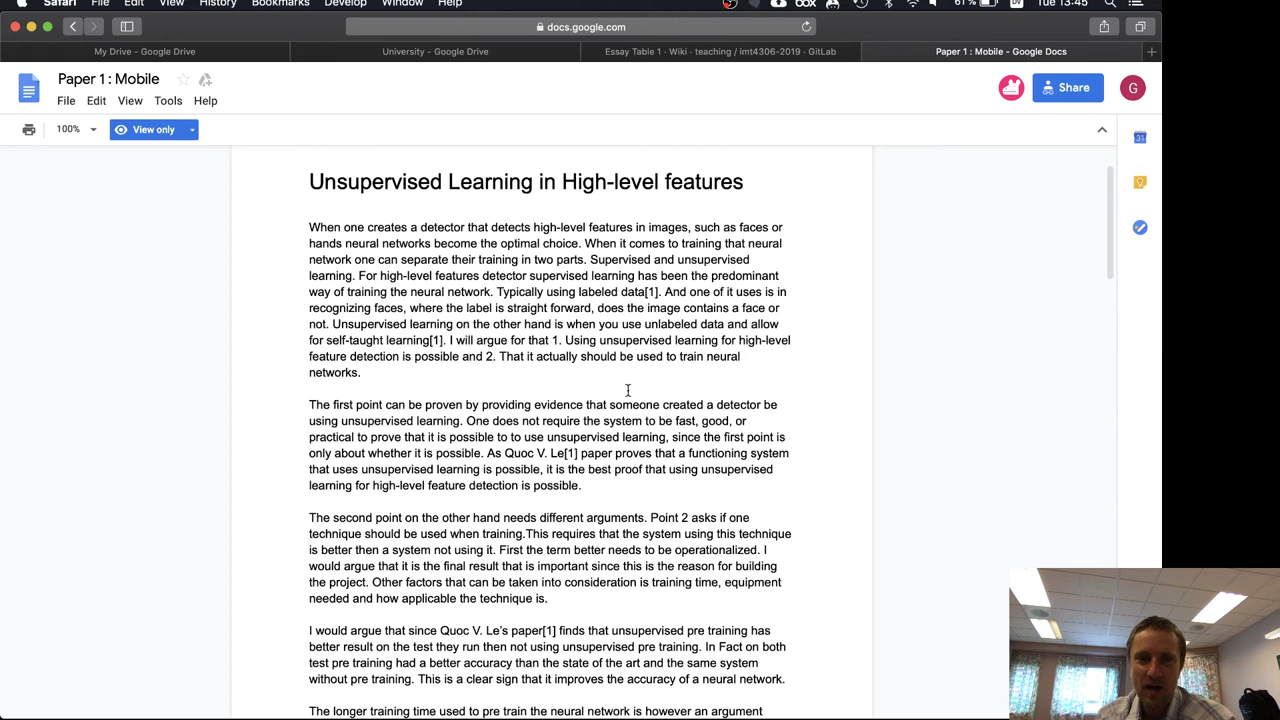 Safari File Edit View History Bookmarks Develop Window Help
box 61% DV Tue 13:45
docs.google.com
My Drive - Google Drive
University - Google Drive
Essay Table 1 · Wiki · teaching / imt4306-2019 · GitLab
Paper 1 : Mobile - Google Docs
Paper 1 : Mobile
Share
G
File Edit View Tools Help
100%
View only
31
Unsupervised Learning in High-level features
When one creates a detector that detects high-level features in images, such as faces or
hands neural networks become the optimal choice. When it comes to training that neural
network one can separate their training in two parts. Supervised and unsupervised
learning. For high-level features detector supervised learning has been the predominant
way of training the neural network. Typically using labeled data[1]. And one of it uses is in
recognizing faces, where the label is straight forward, does the image contains a face or
not. Unsupervised learning on the other hand is when you use unlabeled data and allow
for self-taught learning[1]. I will argue for that 1. Using unsupervised learning for high-level
feature detection is possible and 2. That it actually should be used to train neural
networks.
The first point can be proven by providing evidence that someone created a detector be
using unsupervised learning. One does not require the system to be fast, good, or
practical to prove that it is possible to to use unsupervised learning, since the first point is
only about whether it is possible. As Quoc V. Le[1] paper proves that a functioning system
that uses unsupervised learning is possible, it is the best proof that using unsupervised
learning for high-level feature detection is possible.
The second point on the other hand needs different arguments. Point 2 asks if one
technique should be used when training.This requires that the system using this technique
is better then a system not using it. First the term better needs to be operationalized. I
would argue that it is the final result that is important since this is the reason for building
the project. Other factors that can be taken into consideration is training time, equipment
needed and how applicable the technique is.
I would argue that since Quoc V. Le's paper[1] finds that unsupervised pre training has
better result on the test they run then not using unsupervised pre training. In Fact on both
test pre training had a better accuracy than the state of the art and the same system
without pre training. This is a clear sign that it improves the accuracy of a neural network.
The longer training time used to pre train the neural network is however an argument